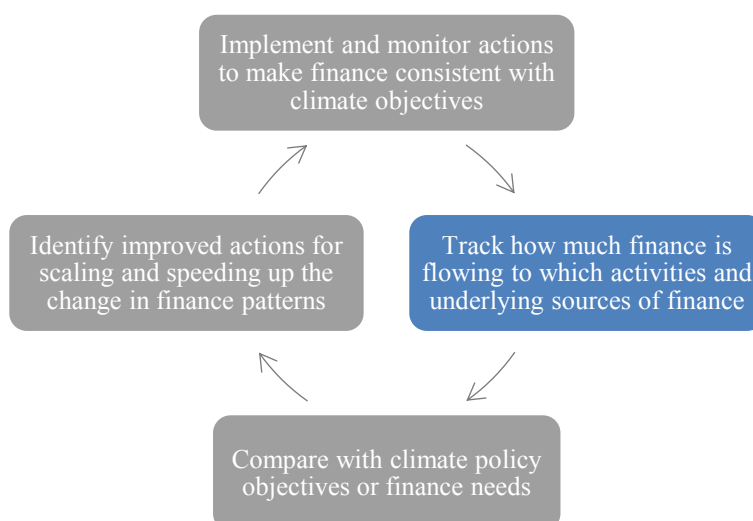 Implement and monitor actions
to make finance consistent with
climate objectives
Identify improved actions for
scaling and speeding up the
change in finance patterns
Track how much finance is
flowing to which activities and
underlying sources of finance
Compare with climate policy
objectives or finance needs